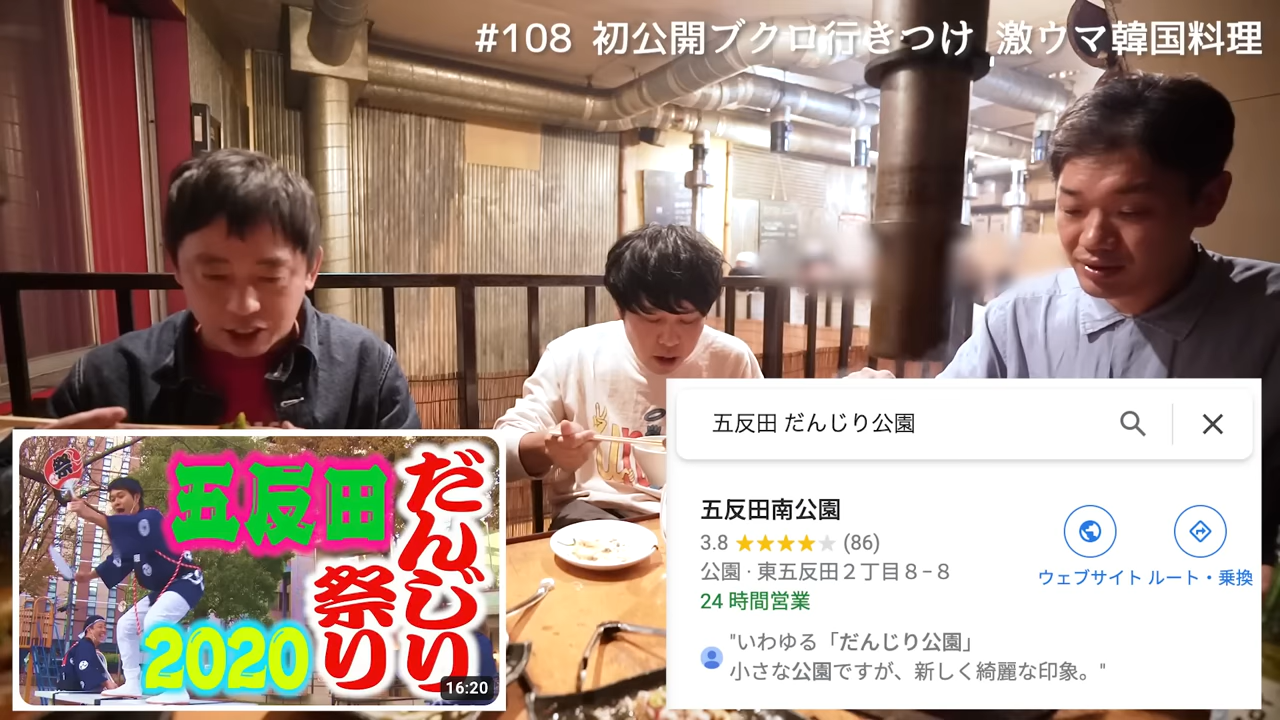 #108 初公開ブクロ行きつけ 激ウマ韓国料理
祭
五反田
だんじり
祭り
2020
16:20
五反田 だんじり公園
五反田南公園
3.8 ★★★★★ (86)
公園・東五反田2丁目8−8
24 時間営業
ウェブサイト ルート・乗換
"いわゆる「だんじり公園」
小さな公園ですが、新しく綺麗な印象。"